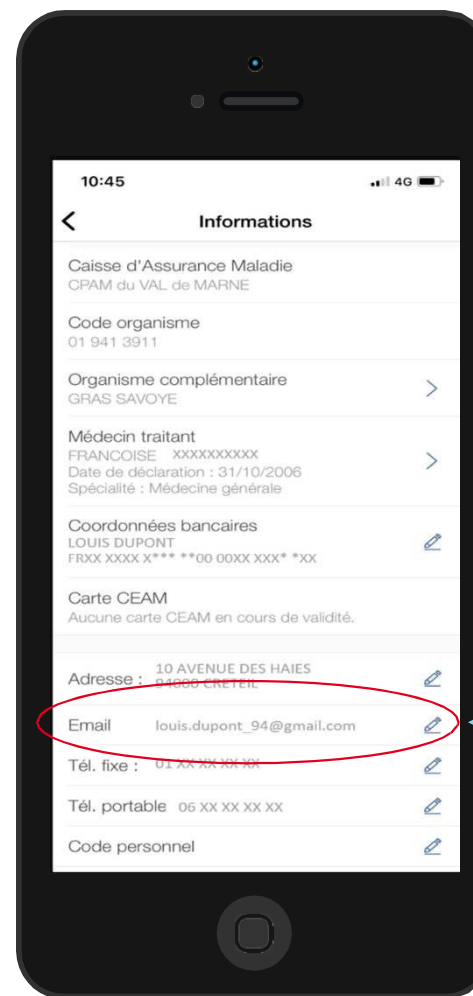 10:45
4G
Informations
Caisse d'Assurance Maladie
CPAM du VAL de MARNE
Code organisme
01 941 3911
Organisme complémentaire
GRAS SAVOYE
Médecin traitant
FRANCOISE XXXXXXXXXX
Date de déclaration : 31/10/2006
Spécialité : Médecine générale
Coordonnées bancaires
LOUIS DUPONT
FRXX XXXX X*** **00 00XX XXX* *XX
Carte CEAM
Aucune carte CEAM en cours de validité.
Adresse : 10 AVENUE DES HAIES
94000 CRETEIL
Email louis.dupont_94@gmail.com
Tél. fixe : 01 XX XX XX XX
Tél. portable 06 XX XX XX XX
Code personnel